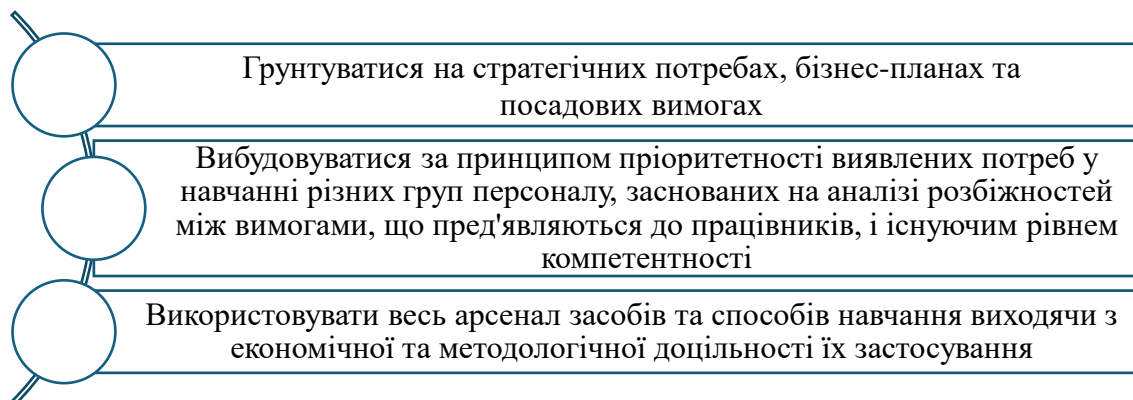 Грунтуватися на стратегічних потребах, бізнес-планах та
посадових вимогах
Вибудовуватися за принципом пріоритетності виявлених потреб у
навчанні різних груп персоналу, заснованих на аналізі розбіжностей
між вимогами, що пред'являються до працівників, і існуючим рівнем
компетентності
Використовувати весь арсенал засобів та способів навчання виходячи з
економічної та методологічної доцільності їх застосування